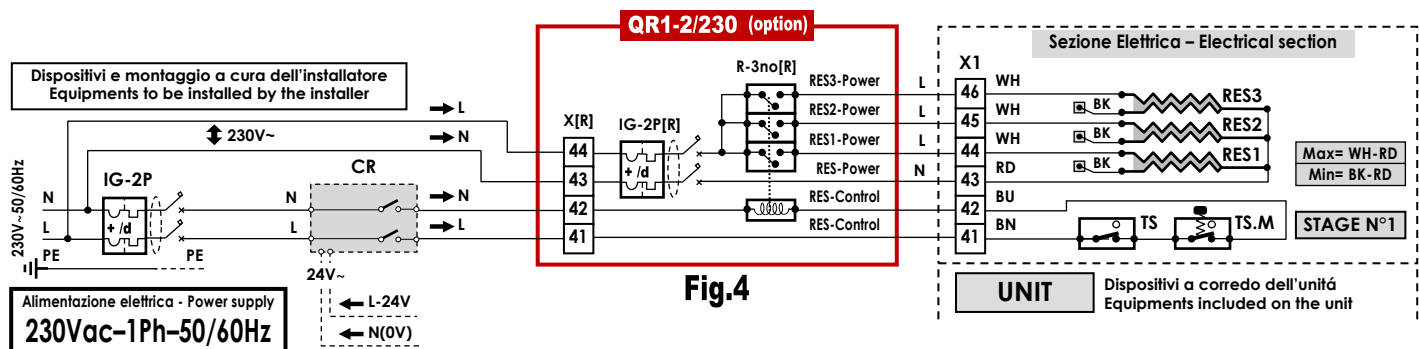 QR1-2/230 (option)
Sezione Elettrica – Electrical section
Dispositivi e montaggio a cura dell'installatore
Equipments to be installed by the installer
L
N
230V~
230V~50/60Hz
IG-2P
+ /d
N
L
PE
PE
CR
N
L
N
L
24V~
L-24V
N(0V)
Alimentazione elettrica - Power supply
230Vac–1Ph–50/60Hz
X[R]
44
43
42
41
IG-2P[R]
+ /d
R-3no[R]
RES3-Power
RES2-Power
RES1-Power
RES-Power
RES-Control
RES-Control
Fig.4
L
L
L
N
X1
46
45
44
43
42
41
WH
WH
WH
RD
BU
BN
BK
BK
BK
RES3
RES2
RES1
Max= WH-RD
Min= BK-RD
TS
TS.M
STAGE N°1
UNIT
Dispositivi a corredo dell'unitá
Equipments included on the unit